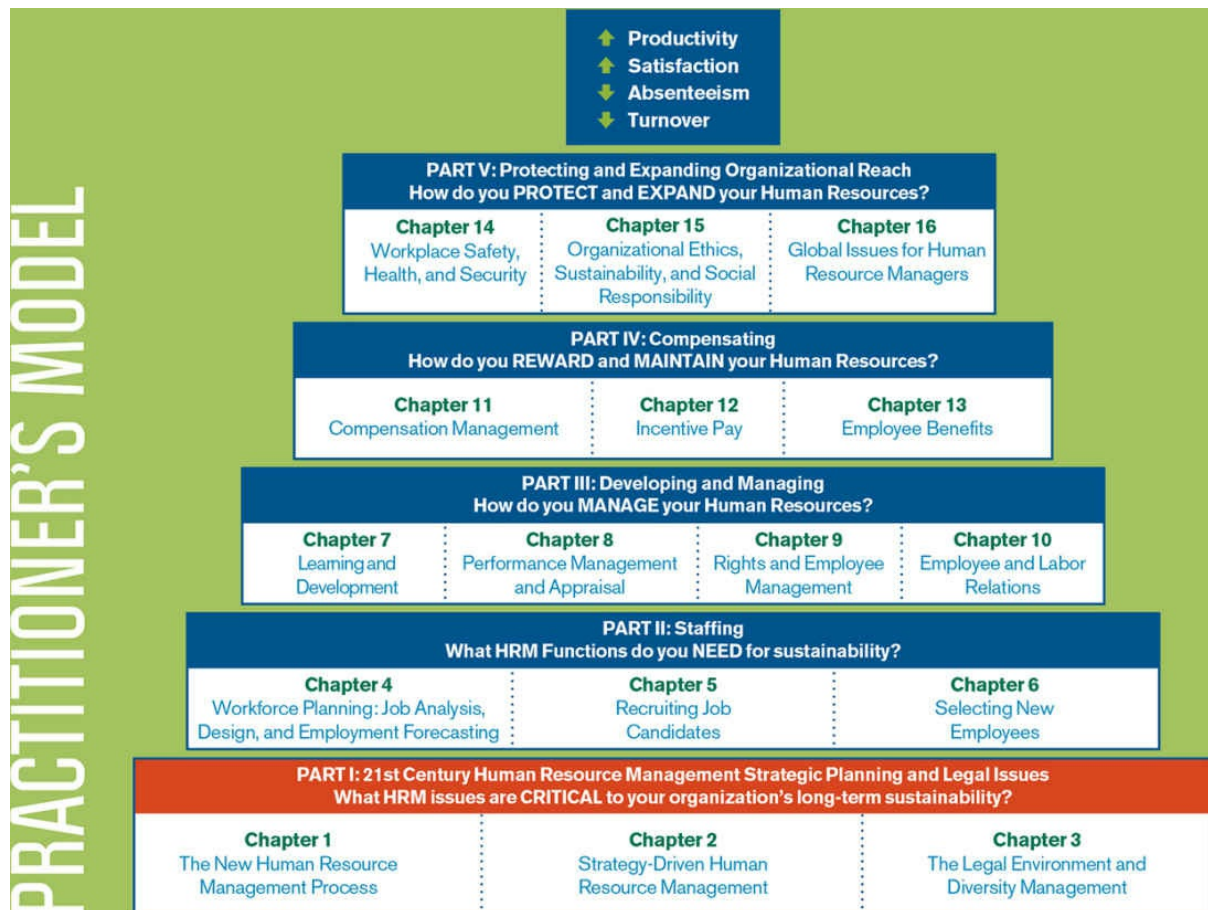 PRACTITIONER'S MODEL
Productivity
Satisfaction
Absenteeism
Turnover
PART V: Protecting and Expanding Organizational Reach
How do you PROTECT and EXPAND your Human Resources?
Chapter 14
Workplace Safety,
Health, and Security
Chapter 15
Organizational Ethics,
Sustainability, and Social
Responsibility
Chapter 16
Global Issues for Human
Resource Managers
PART IV: Compensating
How do you REWARD and MAINTAIN your Human Resources?
Chapter 11
Compensation Management
Chapter 12
Incentive Pay
Chapter 13
Employee Benefits
PART III: Developing and Managing
How do you MANAGE your Human Resources?
Chapter 7
Learning and
Development
Chapter 8
Performance Management
and Appraisal
Chapter 9
Rights and Employee
Management
Chapter 10
Employee and Labor
Relations
PART II: Staffing
What HRM Functions do you NEED for sustainability?
Chapter 4
Workforce Planning: Job Analysis,
Design, and Employment Forecasting
Chapter 5
Recruiting Job
Candidates
Chapter 6
Selecting New
Employees
PART I: 21st Century Human Resource Management Strategic Planning and Legal Issues
What HRM issues are CRITICAL to your organization's long-term sustainability?
Chapter 1
The New Human Resource
Management Process
Chapter 2
Strategy-Driven Human
Resource Management
Chapter 3
The Legal Environment and
Diversity Management